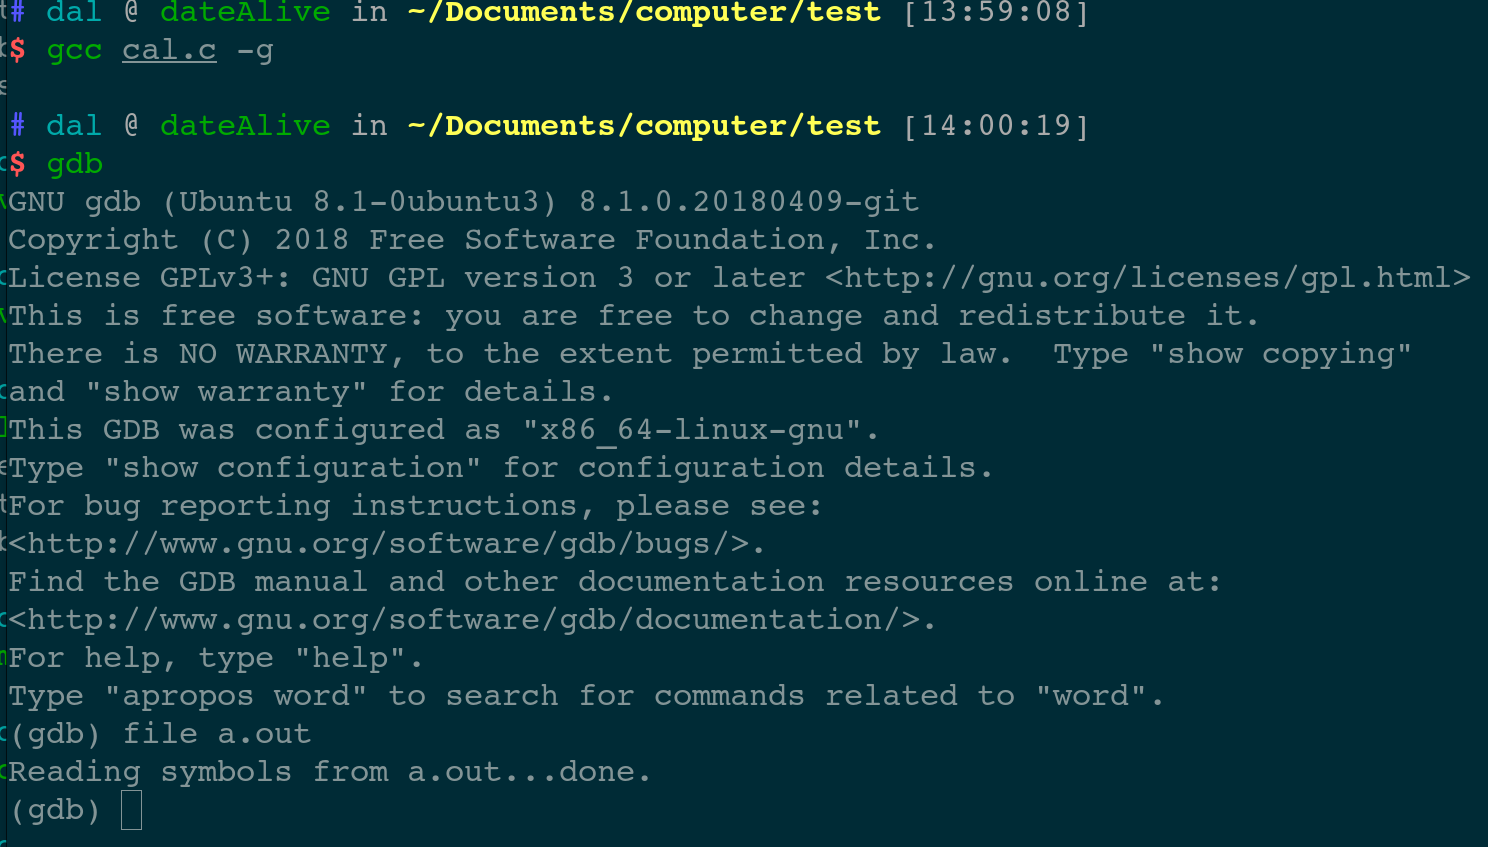 # dal @ dateAlive in ~/Documents/computer/test [13:59:08]
$ gcc cal.c -g
# dal @ dateAlive in ~/Documents/computer/test [14:00:19]
$ gdb
GNU gdb (Ubuntu 8.1-0ubuntu3) 8.1.0.20180409-git
Copyright (C) 2018 Free Software Foundation, Inc.
License GPLv3+: GNU GPL version 3 or later <http://gnu.org/licenses/gpl.html>
This is free software: you are free to change and redistribute it.
There is NO WARRANTY, to the extent permitted by law.  Type "show copying"
and "show warranty" for details.
This GDB was configured as "x86_64-linux-gnu".
Type "show configuration" for configuration details.
For bug reporting instructions, please see:
<http://www.gnu.org/software/gdb/bugs/>.
Find the GDB manual and other documentation resources online at:
<http://www.gnu.org/software/gdb/documentation/>.
For help, type "help".
Type "apropos word" to search for commands related to "word".
(gdb) file a.out
Reading symbols from a.out...done.
(gdb)